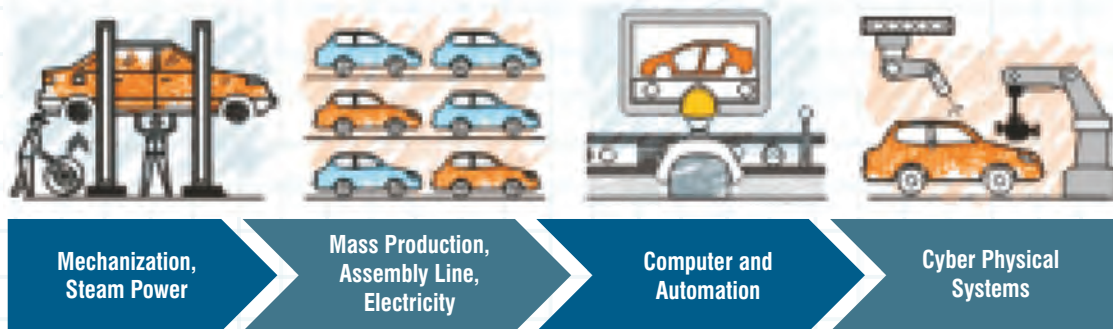 Mechanization,
Steam Power
Mass Production,
Assembly Line,
Electricity
Computer and
Automation
Cyber Physical
Systems